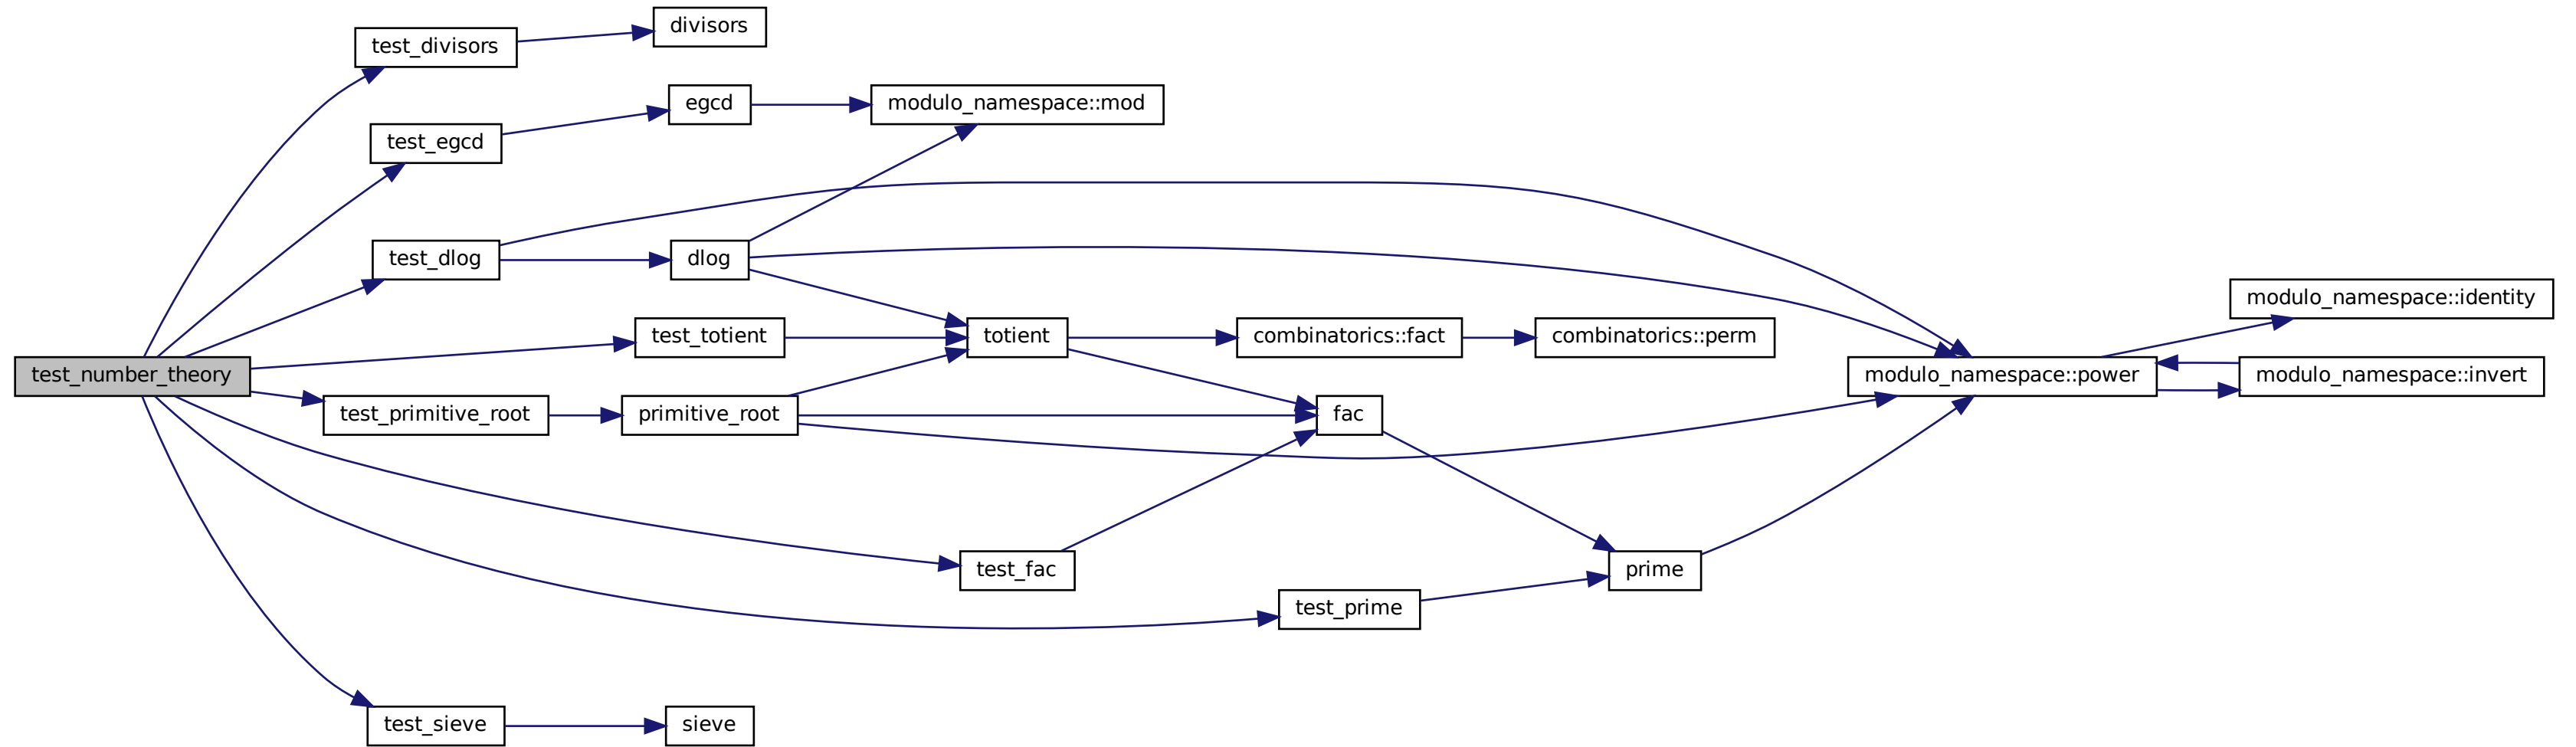 divisors
test_divisors
egcd
modulo_namespace::mod
test_egcd
test_dlog
dlog
modulo_namespace::identity
test_totient
totient
combinatorics::fact
combinatorics::perm
test_number_theory
modulo_namespace::power
modulo_namespace::invert
test_primitive_root
primitive_root
fac
test_fac
prime
test_prime
test_sieve
sieve